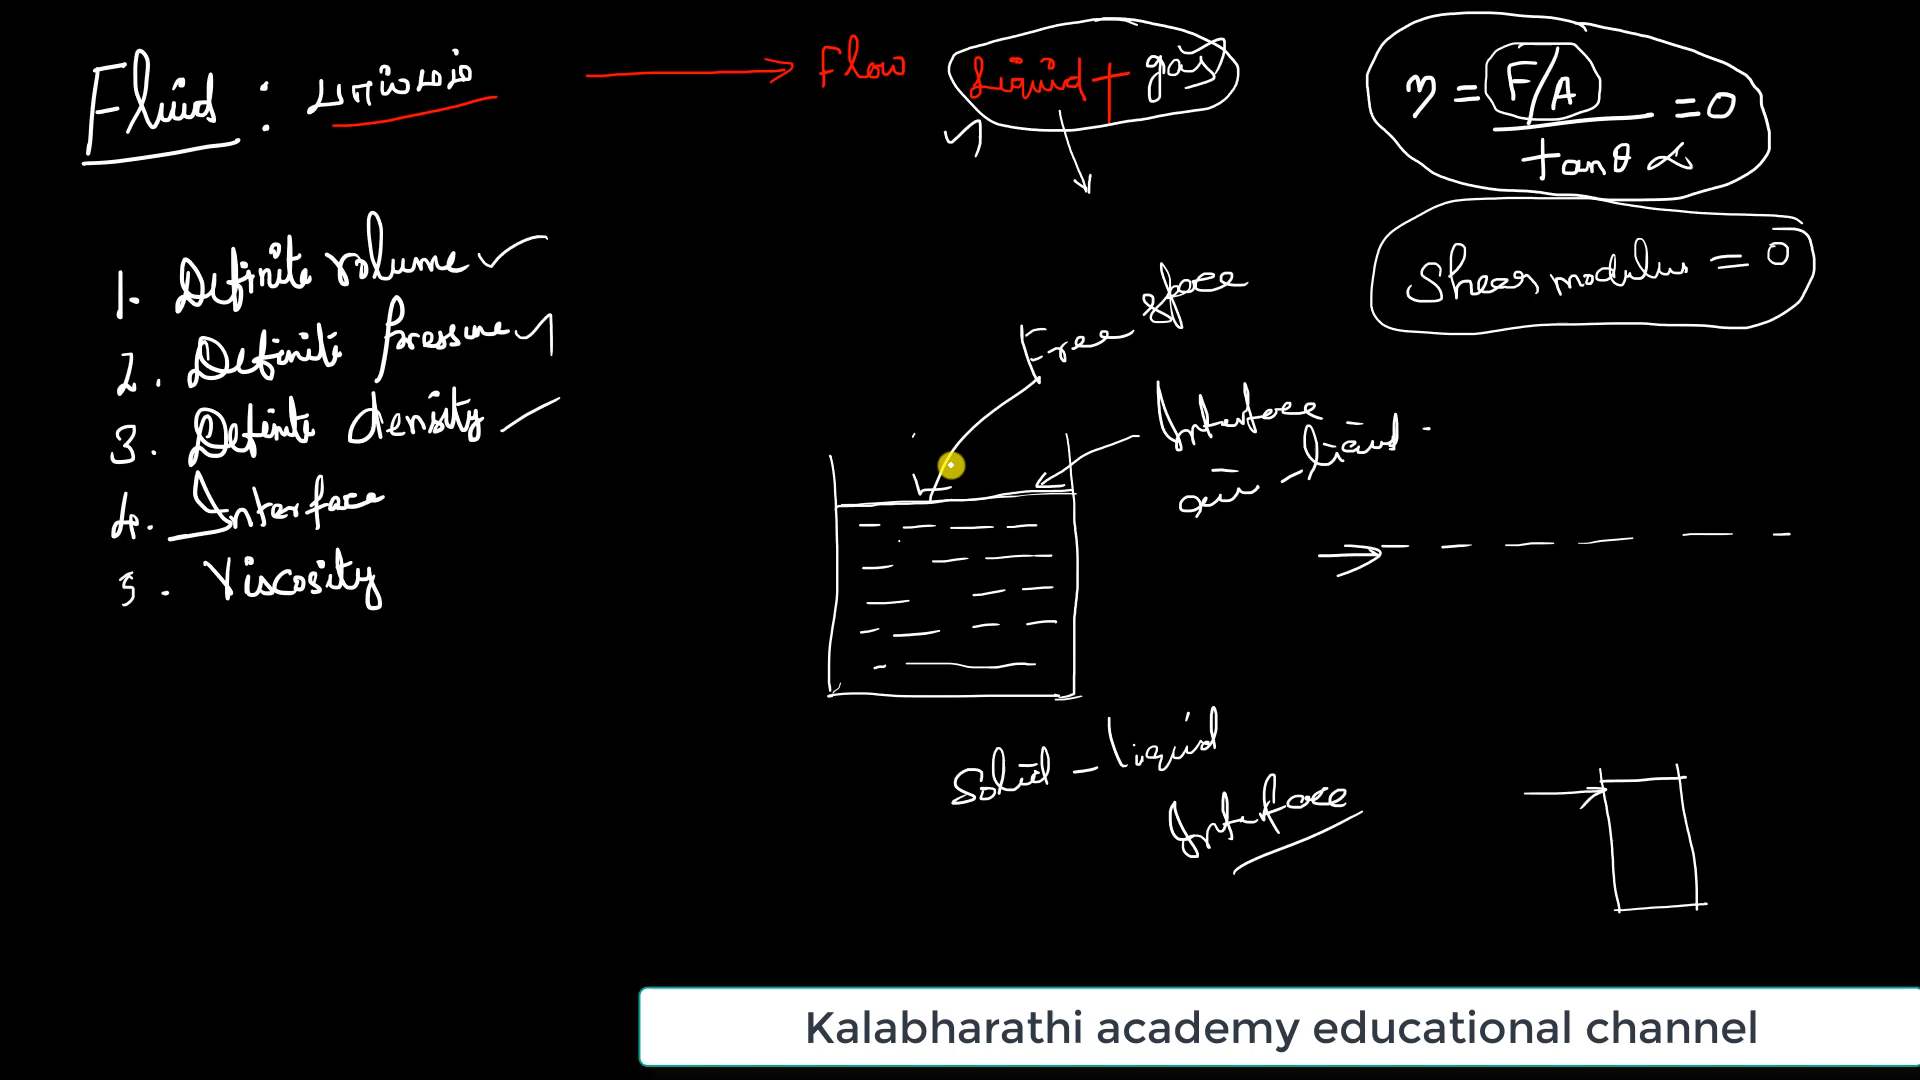 Fluid : பாய்மம் → Flow Liquid + gas
η = F/A / tanθ ∝ = 0
Shear modulus = 0
1. Definite volume ✓
2. Definite Pressure ✓
3. Definite density ✓
4. Interface
5. Viscosity
Free space
Interface
air - liquid
Solid - liquid
Interface
Kalabharathi academy educational channel